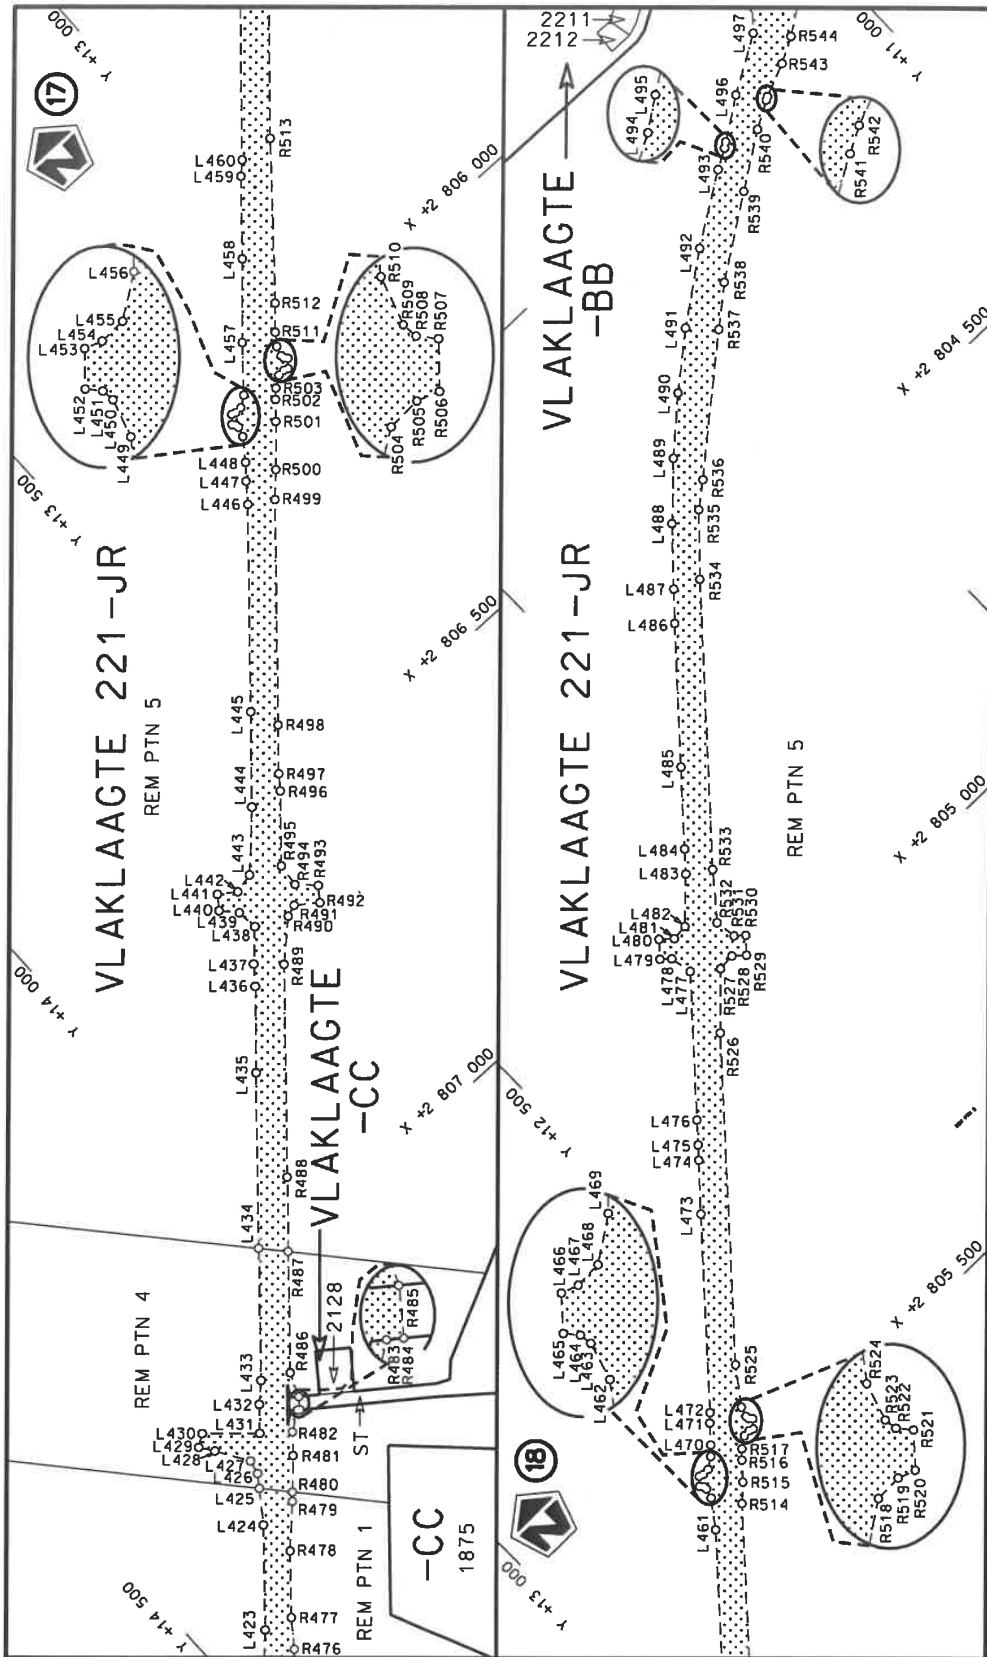 17
Y +13 000
X +2 806 000
L460
L459
L458
L457
L456
L455
L454
L453
L452
L451
L450
L449
L448
L447
L446
R513
R512
R511
R510
R509
R508
R507
R506
R505
R504
R503
R502
R501
R500
R499
Y +13 500
VLAKLAAGTE 221-JR
REM PTN 5
X +2 806 500
L445
L444
L443
L442
L441
L440
L439
L438
L437
L436
L435
L434
R498
R497
R496
R495
R494
R493
R492
R491
R490
R489
R488
R487
R486
Y +14 000
X +2 807 000
VLAKLAAGTE
-CC
2128
R485
R484
R483
REM PTN 4
L433
L432
L431
L430
L429
L428
L427
L426
L425
L424
L423
R482
R481
R480
R479
R478
R477
R476
ST
REM PTN 1
-CC
1875
Y +14 500
2211
2212
VLAKLAAGTE
-BB
Y +11 000
L497
L496
L495
L494
L493
L492
L491
L490
L489
L488
L487
L486
R544
R543
R542
R541
R540
R539
R538
R537
R536
R535
R534
X +2 804 500
VLAKLAAGTE 221-JR
REM PTN 5
X +2 805 000
L485
L484
L483
L482
L481
L480
L479
L478
L477
L476
L475
L474
L473
R533
R532
R531
R530
R529
R528
R527
R526
R525
Y +12 500
X +2 805 500
L469
L468
L467
L466
L465
L464
L463
L462
L472
L471
L470
L461
R524
R523
R522
R521
R520
R519
R518
R517
R516
R515
R514
18
Y +13 000